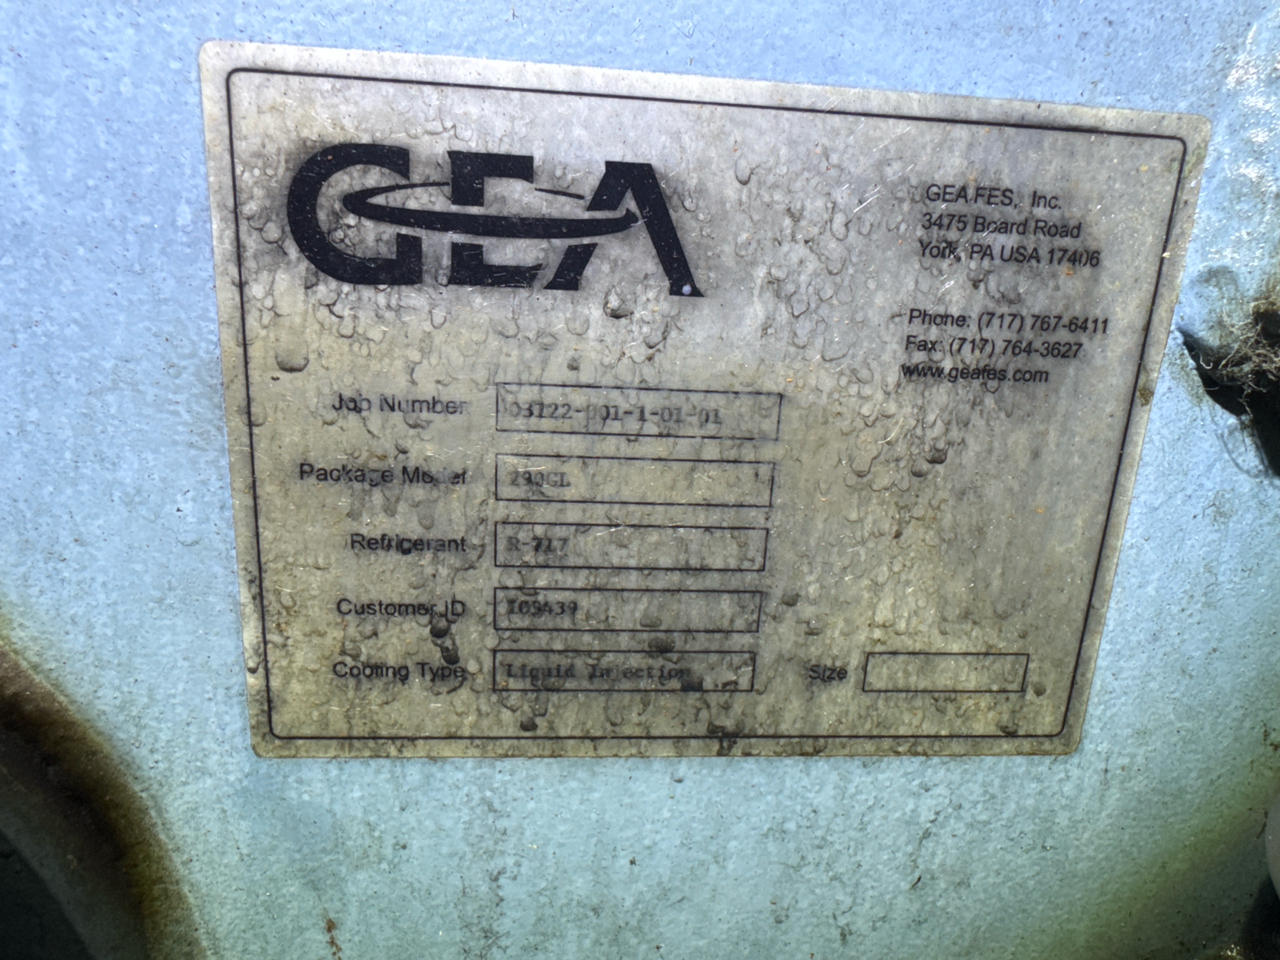 GEA
GEA FES, Inc.
3475 Board Road
York, PA USA 17406
Phone: (717) 767-6411
Fax: (717) 764-3627
www.geafes.com
Job Number
Package Model 290GL
Refrigerant R-717
Customer ID
Cooling Type Liquid Injection Size